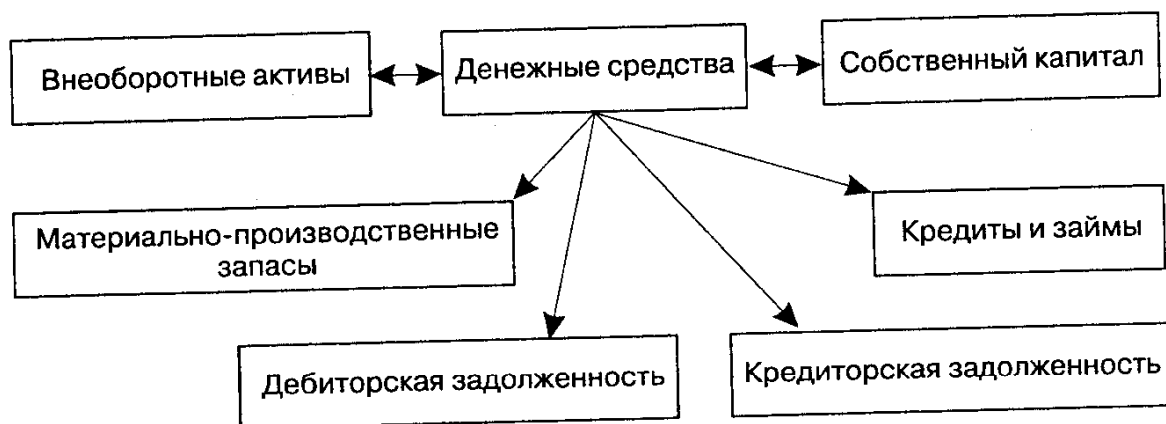 Внеоборотные активы
Денежные средства
Собственный капитал
Материально-производственные
запасы
Кредиты и займы
Дебиторская задолженность
Кредиторская задолженность